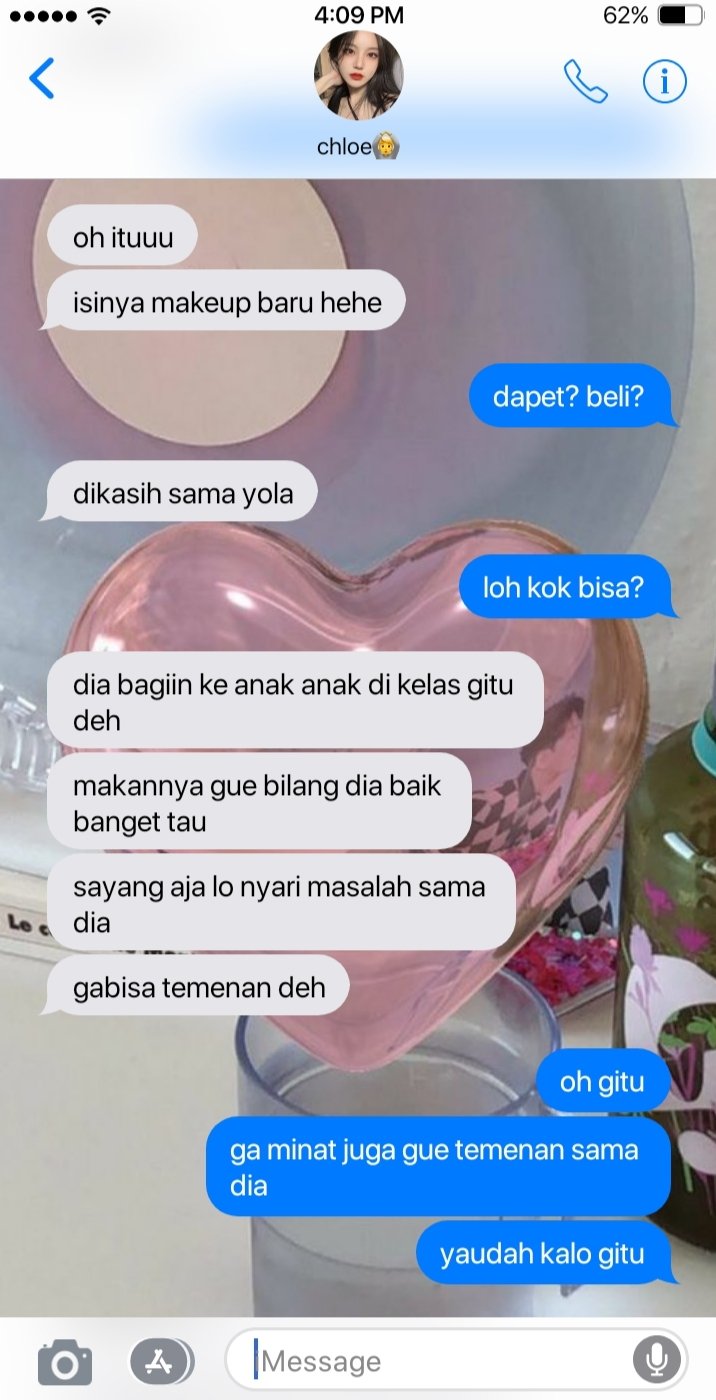 4:09 PM
62%
chloe👰
oh ituuu
isinya makeup baru hehe
dapet? beli?
dikasih sama yola
loh kok bisa?
dia bagiin ke anak anak di kelas gitu
deh
makannya gue bilang dia baik
banget tau
sayang aja lo nyari masalah sama
dia
gabisa temenan deh
Le
oh gitu
ga minat juga gue temenan sama
dia
yaudah kalo gitu
Message